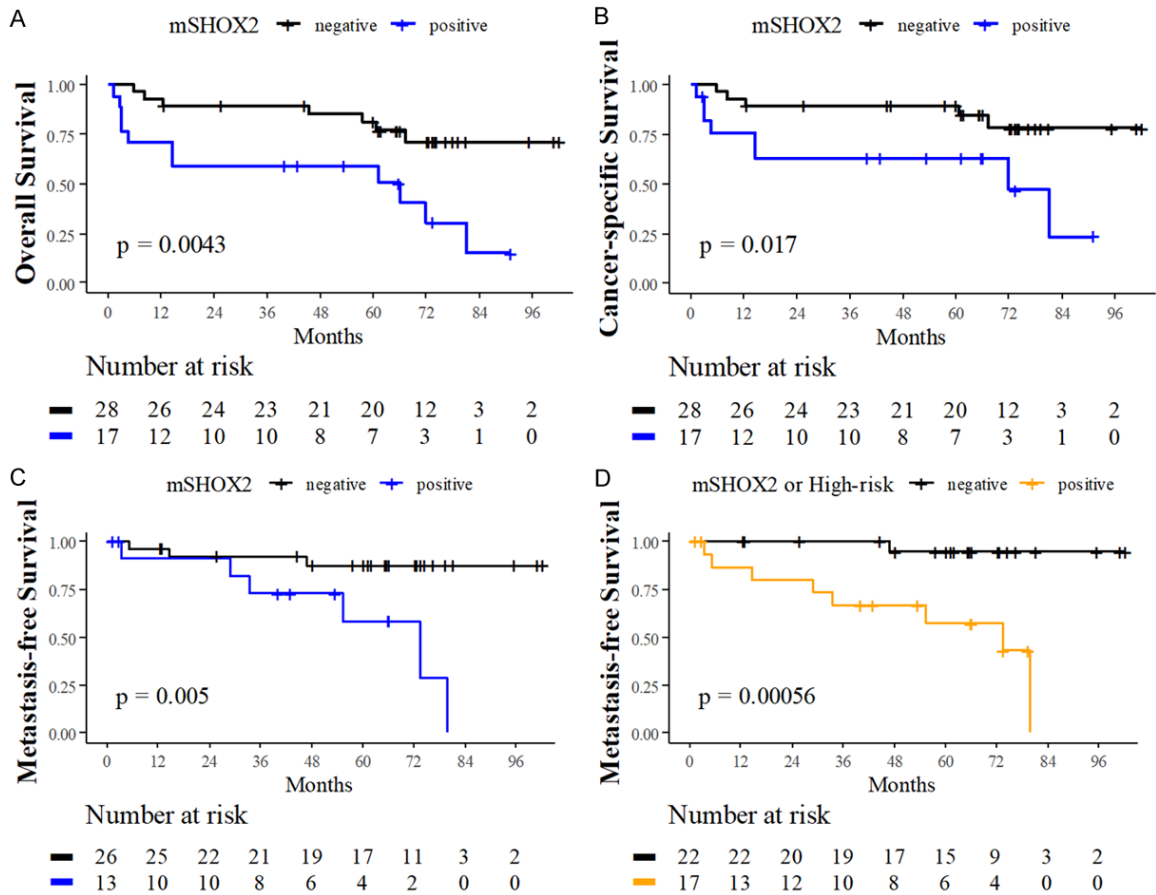 A
mSHOX2 negative positive
Overall Survival
1.00
0.75
0.50
0.25
0.00
p = 0.0043
0 12 24 36 48 60 72 84 96
Months
Number at risk
28 26 24 23 21 20 12 3 2
17 12 10 10 8 7 3 1 0
B
mSHOX2 negative positive
Cancer-specific Survival
1.00
0.75
0.50
0.25
0.00
p = 0.017
0 12 24 36 48 60 72 84 96
Months
Number at risk
28 26 24 23 21 20 12 3 2
17 12 10 10 8 7 3 1 0
C
mSHOX2 negative positive
Metastasis-free Survival
1.00
0.75
0.50
0.25
0.00
p = 0.005
0 12 24 36 48 60 72 84 96
Months
Number at risk
26 25 22 21 19 17 11 3 2
13 10 10 8 6 4 2 0 0
D
mSHOX2 or High-risk negative positive
Metastasis-free Survival
1.00
0.75
0.50
0.25
0.00
p = 0.00056
0 12 24 36 48 60 72 84 96
Months
Number at risk
22 22 20 19 17 15 9 3 2
17 13 12 10 8 6 4 0 0